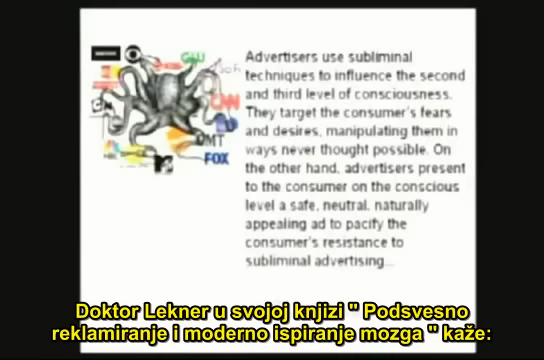 CNN
FOX
Advertisers use subliminal
techniques to influence the second
and third level of consciousness.
They target the consumer's fears
and desires, manipulating them in
ways never thought possible. On
the other hand, advertisers present
to the consumer on the conscious
level a safe, neutral, naturally
appealing ad to pacify the
consumer's resistance to
subliminal advertising...
Doktor Lekner u svojoj knjizi " Podsvesno
reklamiranje i moderno ispiranje mozga " kaže: